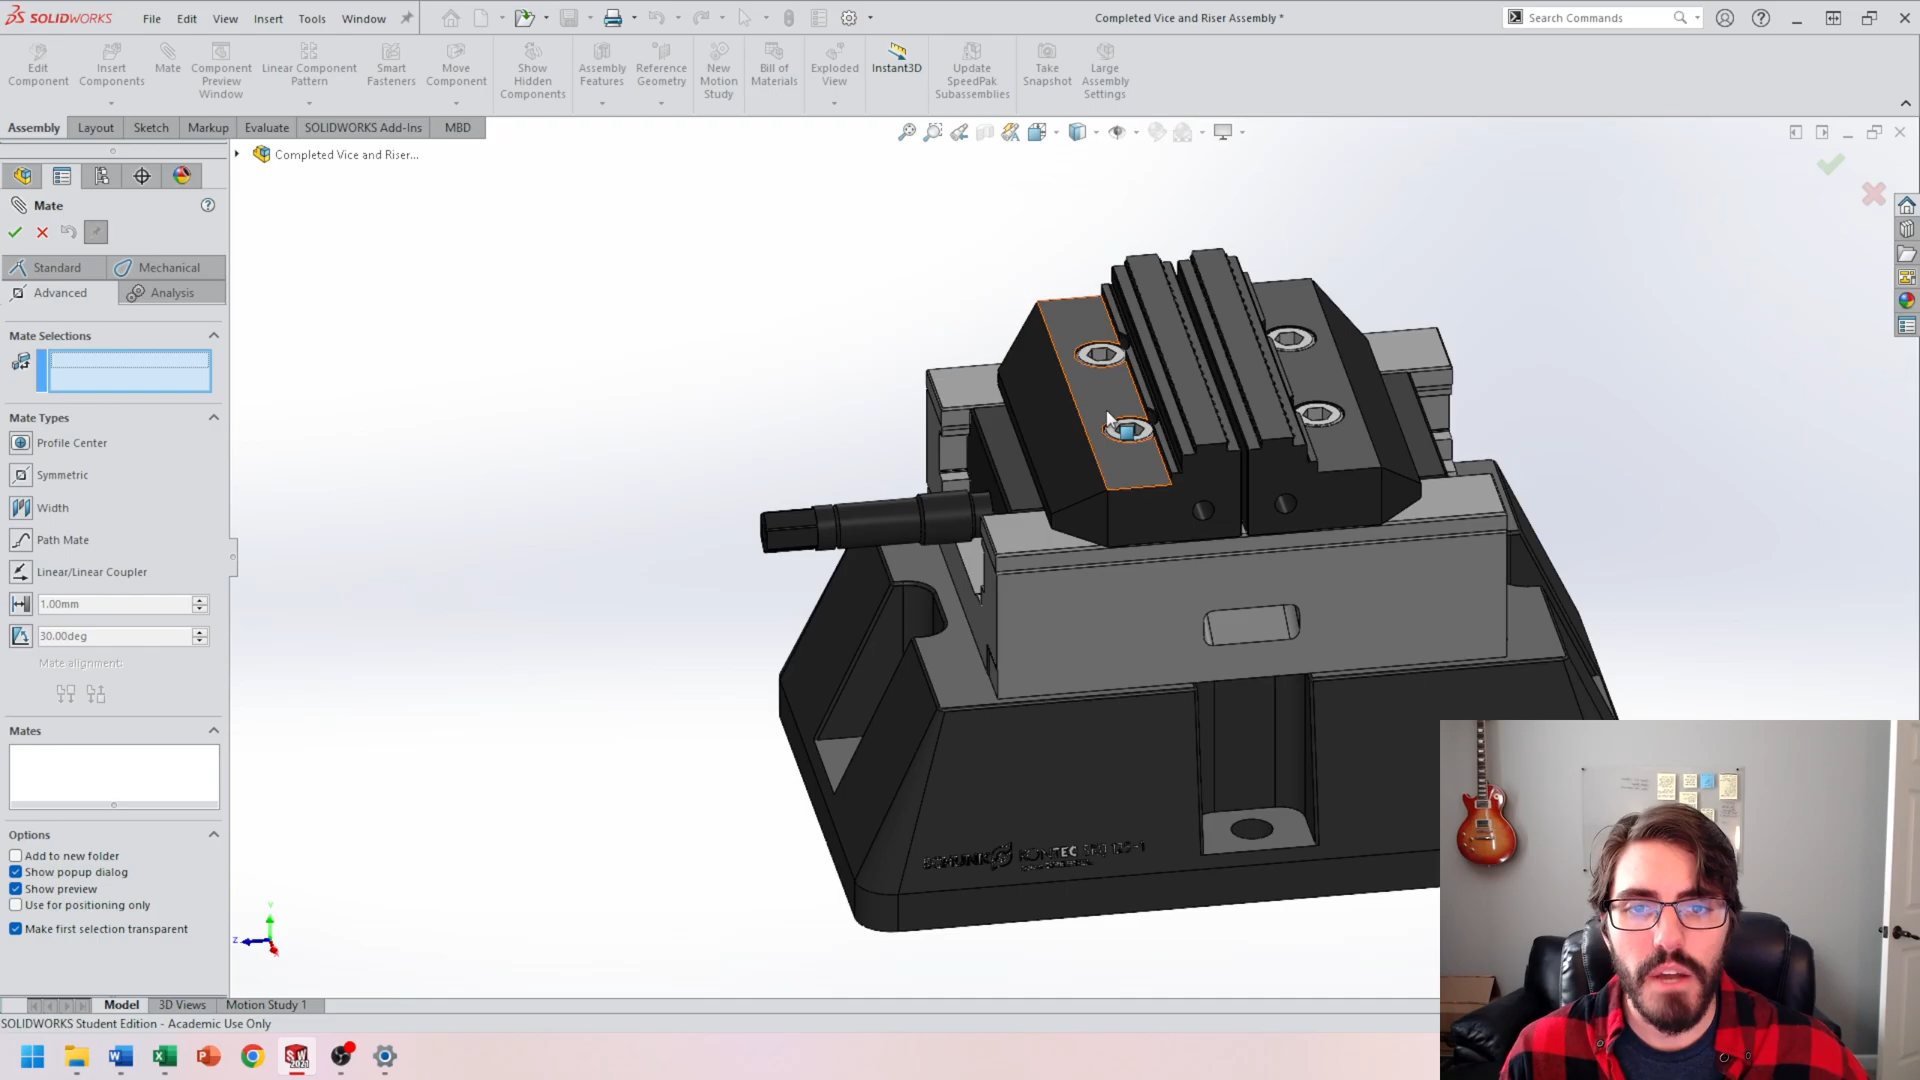 SOLIDWORKS
File Edit View Insert Tools Window
Completed Vice and Riser Assembly *
Search Commands
Edit Component
Insert Components
Mate
Component Preview Window
Linear Component Pattern
Smart Fasteners
Move Component
Show Hidden Components
Assembly Features
Reference Geometry
New Motion Study
Bill of Materials
Exploded View
Instant3D
Update SpeedPak Subassemblies
Take Snapshot
Large Assembly Settings
Assembly Layout Sketch Markup Evaluate SOLIDWORKS Add-Ins MBD
Completed Vice and Riser...
Mate
Standard Mechanical
Advanced Analysis
Mate Selections
Mate Types
Profile Center
Symmetric
Width
Path Mate
Linear/Linear Coupler
1.00mm
30.00deg
Mate alignment:
Mates
Options
Add to new folder
Show popup dialog
Show preview
Use for positioning only
Make first selection transparent
Y
Z
SCHUNK KONTEC
Model 3D Views Motion Study 1
SOLIDWORKS Student Edition - Academic Use Only
SW
2021